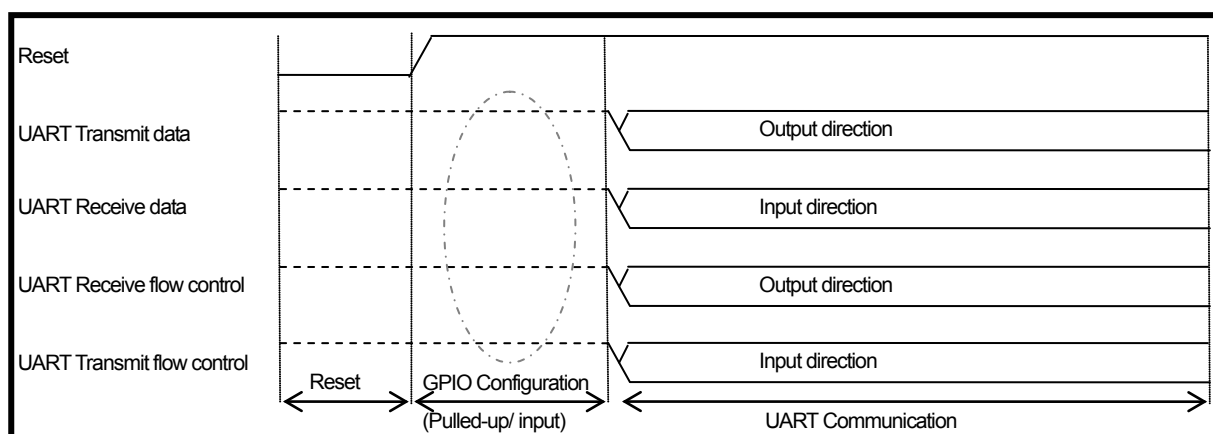 Reset
UART Transmit data
Output direction
UART Receive data
Input direction
UART Receive flow control
Output direction
UART Transmit flow control
Input direction
Reset
GPIO Configuration
(Pulled-up/ input)
UART Communication